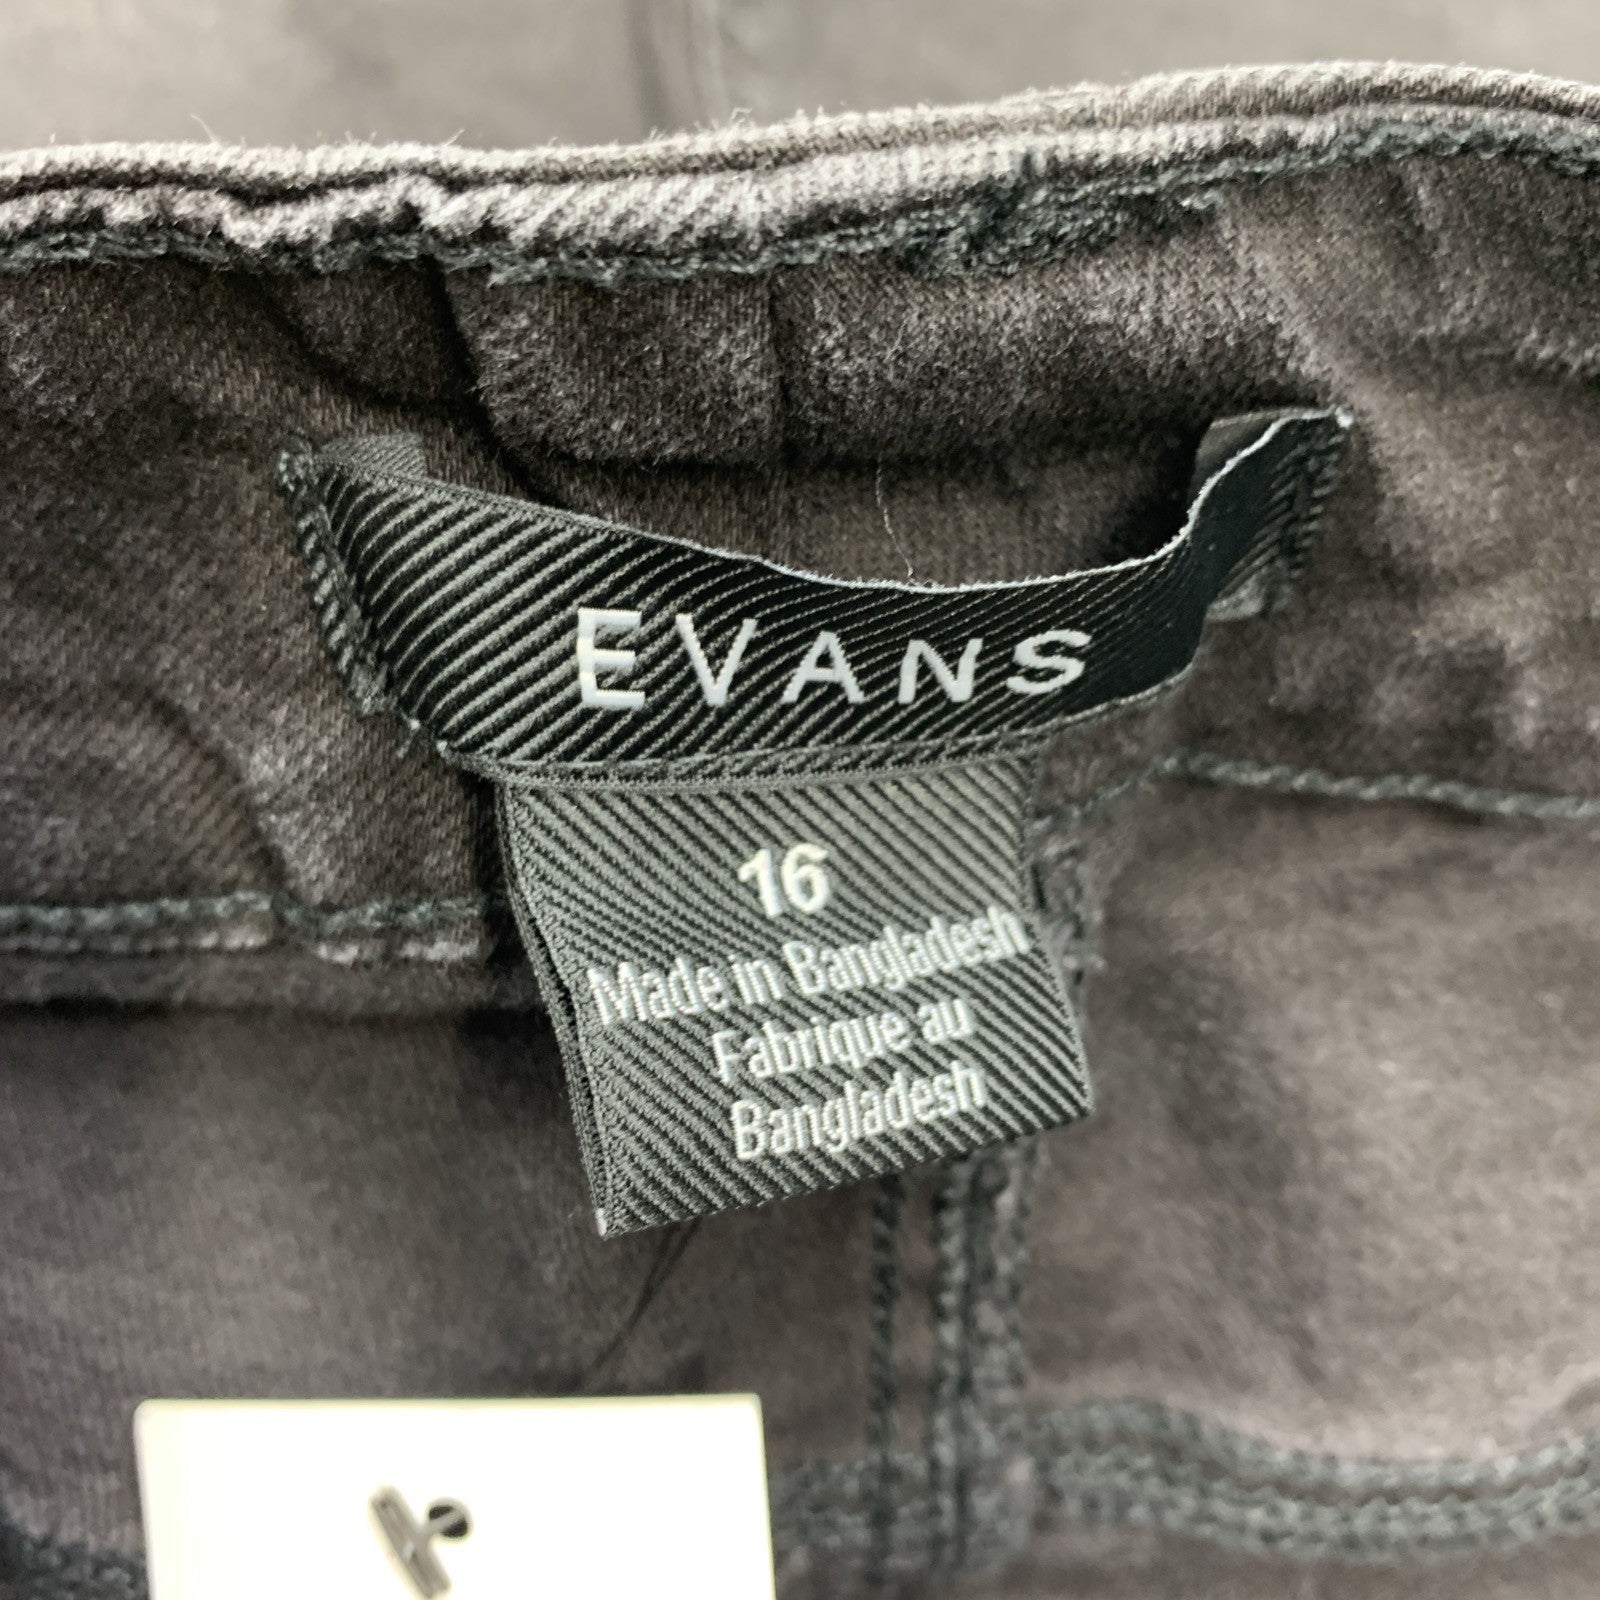 EVANS
16
Made in Bangladesh
Fabrique au
Bangladesh